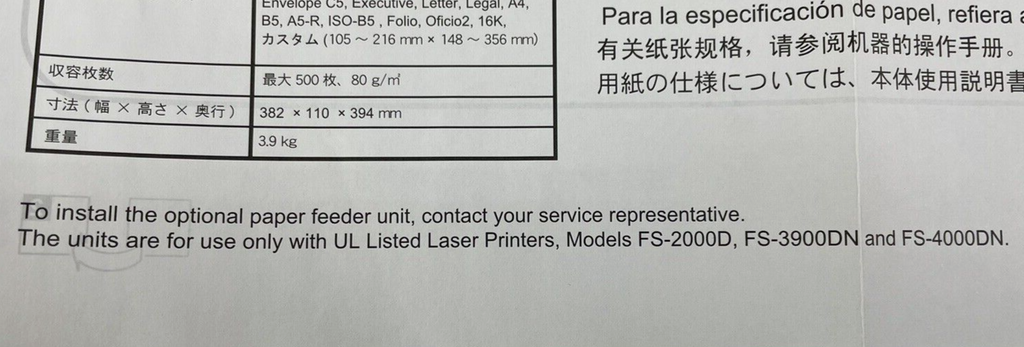 Envelope C5, Executive, Letter, Legal, A4,
B5, A5-R, ISO-B5 , Folio, Oficio2, 16K,
カスタム (105 ～ 216 mm × 148 ～ 356 mm)
収容枚数
最大 500 枚、80 g/㎡
寸法 ( 幅 × 高さ × 奥行 )
382 × 110 × 394 mm
重量
3.9 kg
Para la especificación de papel, refiera a
有关纸张规格，请参阅机器的操作手册。
用紙の仕様については、本体使用説明書
To install the optional paper feeder unit, contact your service representative.
The units are for use only with UL Listed Laser Printers, Models FS-2000D, FS-3900DN and FS-4000DN.